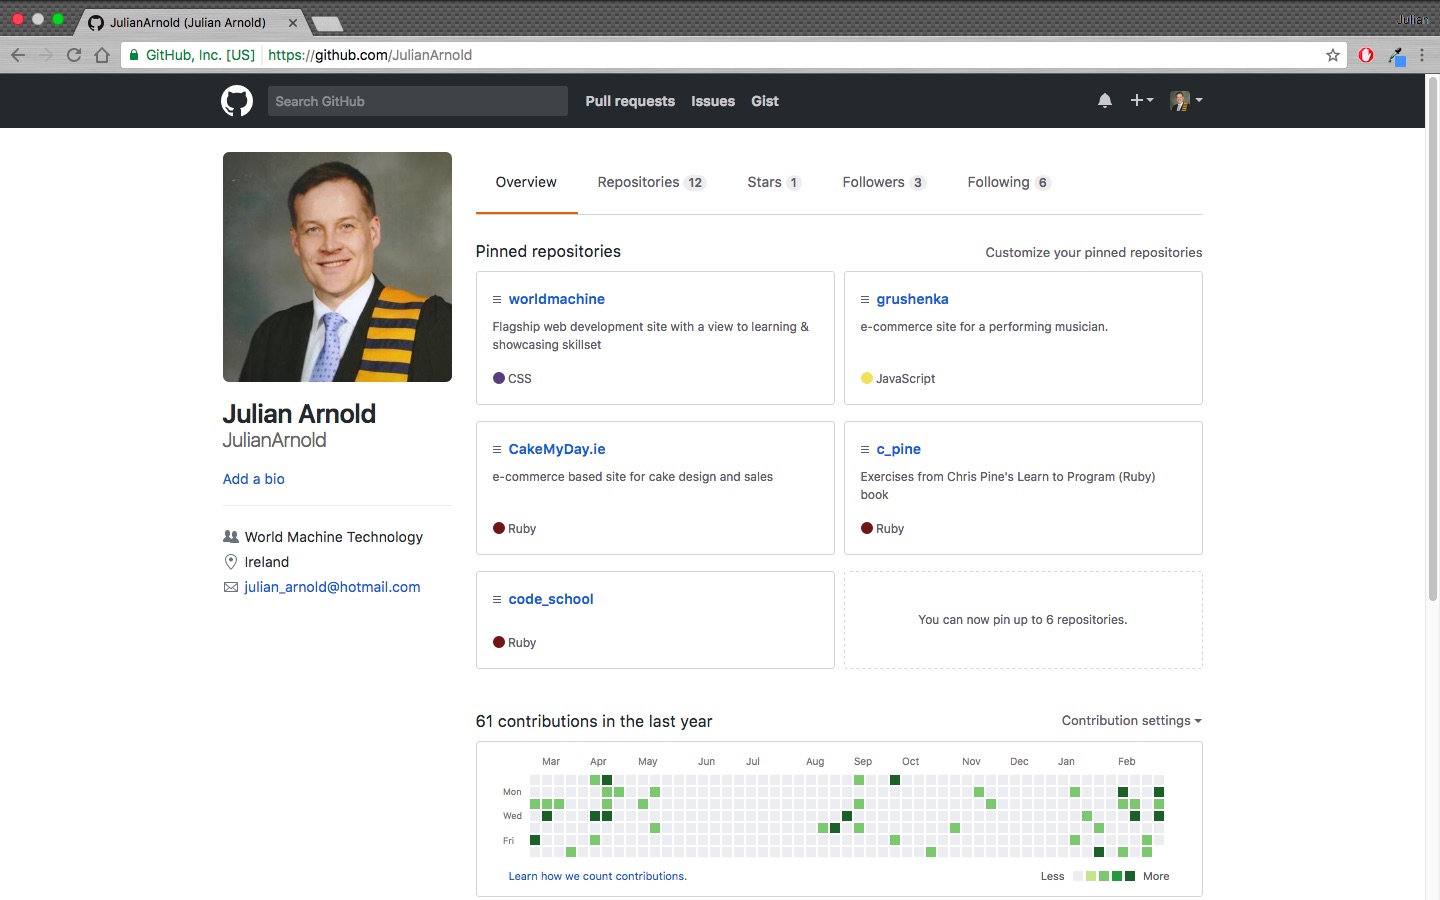 JulianArnold (Julian Arnold)
Julian
GitHub, Inc. [US]
https://github.com/JulianArnold
Search GitHub
Pull requests
Issues
Gist
Overview
Repositories 12
Stars 1
Followers 3
Following 6
Julian Arnold
JulianArnold
Add a bio
World Machine Technology
Ireland
julian_arnold@hotmail.com
Pinned repositories
Customize your pinned repositories
worldmachine
Flagship web development site with a view to learning &
showcasing skillset
CSS
grushenka
e-commerce site for a performing musician.
JavaScript
CakeMyDay.ie
e-commerce based site for cake design and sales
Ruby
c_pine
Exercises from Chris Pine's Learn to Program (Ruby)
book
Ruby
code_school
Ruby
You can now pin up to 6 repositories.
61 contributions in the last year
Contribution settings
Mar Apr May Jun Jul Aug Sep Oct Nov Dec Jan Feb
Mon
Wed
Fri
Learn how we count contributions.
Less
More